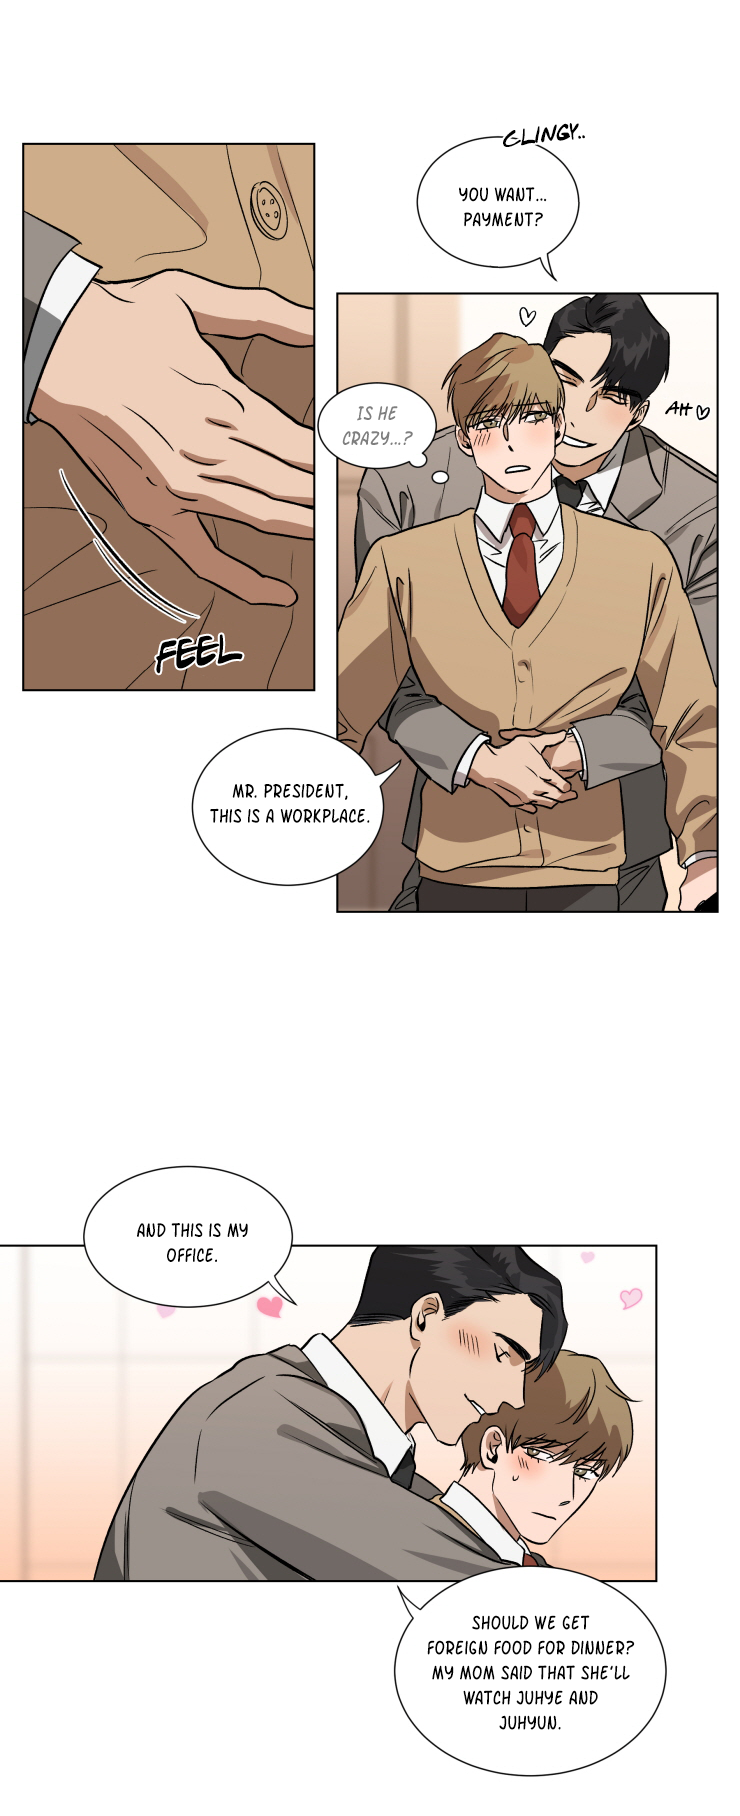 CLINGY..
YOU WANT...
PAYMENT?
IS HE
CRAZY...?
AH♡
FEEL
MR. PRESIDENT,
THIS IS A WORKPLACE.
AND THIS IS MY
OFFICE.
SHOULD WE GET
FOREIGN FOOD FOR DINNER?
MY MOM SAID THAT SHE'LL
WATCH JUHYE AND
JUHYUN.